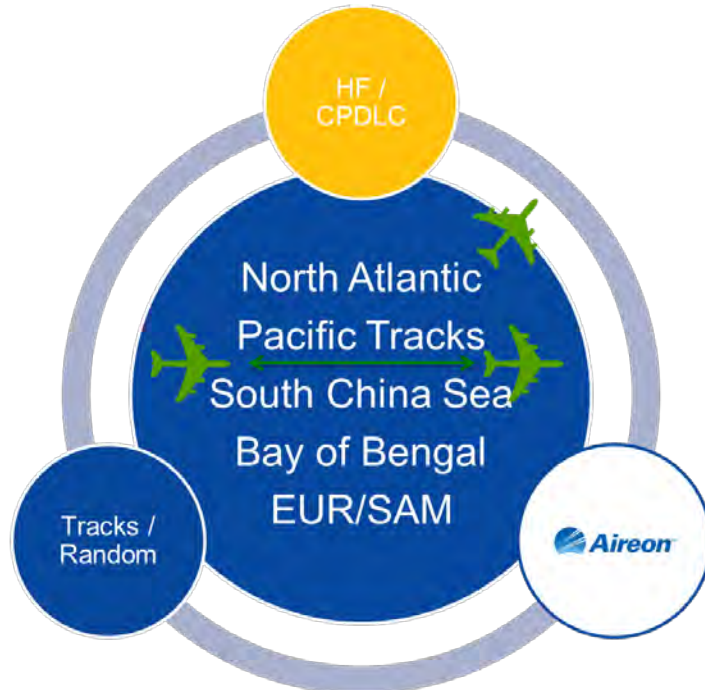 HF /
CPDLC
North Atlantic
Pacific Tracks
South China Sea
Bay of Bengal
EUR/SAM
Tracks /
Random
Aireon